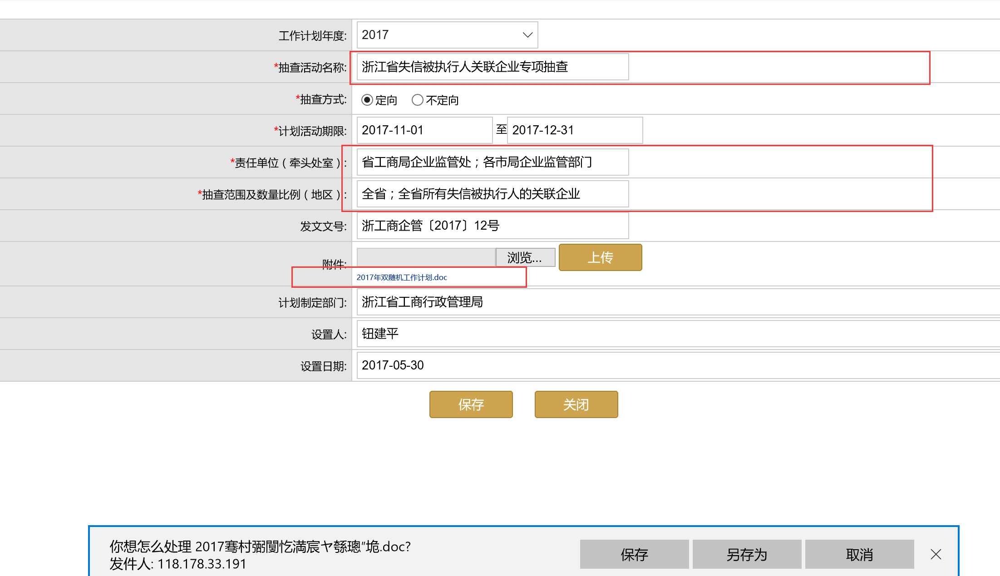 工作计划年度: 2017
*抽查活动名称: 浙江省失信被执行人关联企业专项抽查
*抽查方式: 定向 不定向
*计划活动期限: 2017-11-01 至 2017-12-31
*责任单位（牵头处室）: 省工商局企业监管处；各市局企业监管部门
*抽查范围及数量比例（地区）: 全省；全省所有失信被执行人的关联企业
发文文号: 浙工商企管〔2017〕12号
附件: 浏览... 上传
2017年双随机工作计划.doc
计划制定部门: 浙江省工商行政管理局
设置人: 钮建平
设置日期: 2017-05-30
保存 关闭
你想怎么处理 2017骞村弻闅忔満宸ヤ綔璁″垝.doc?
发件人: 118.178.33.191
保存 另存为 取消